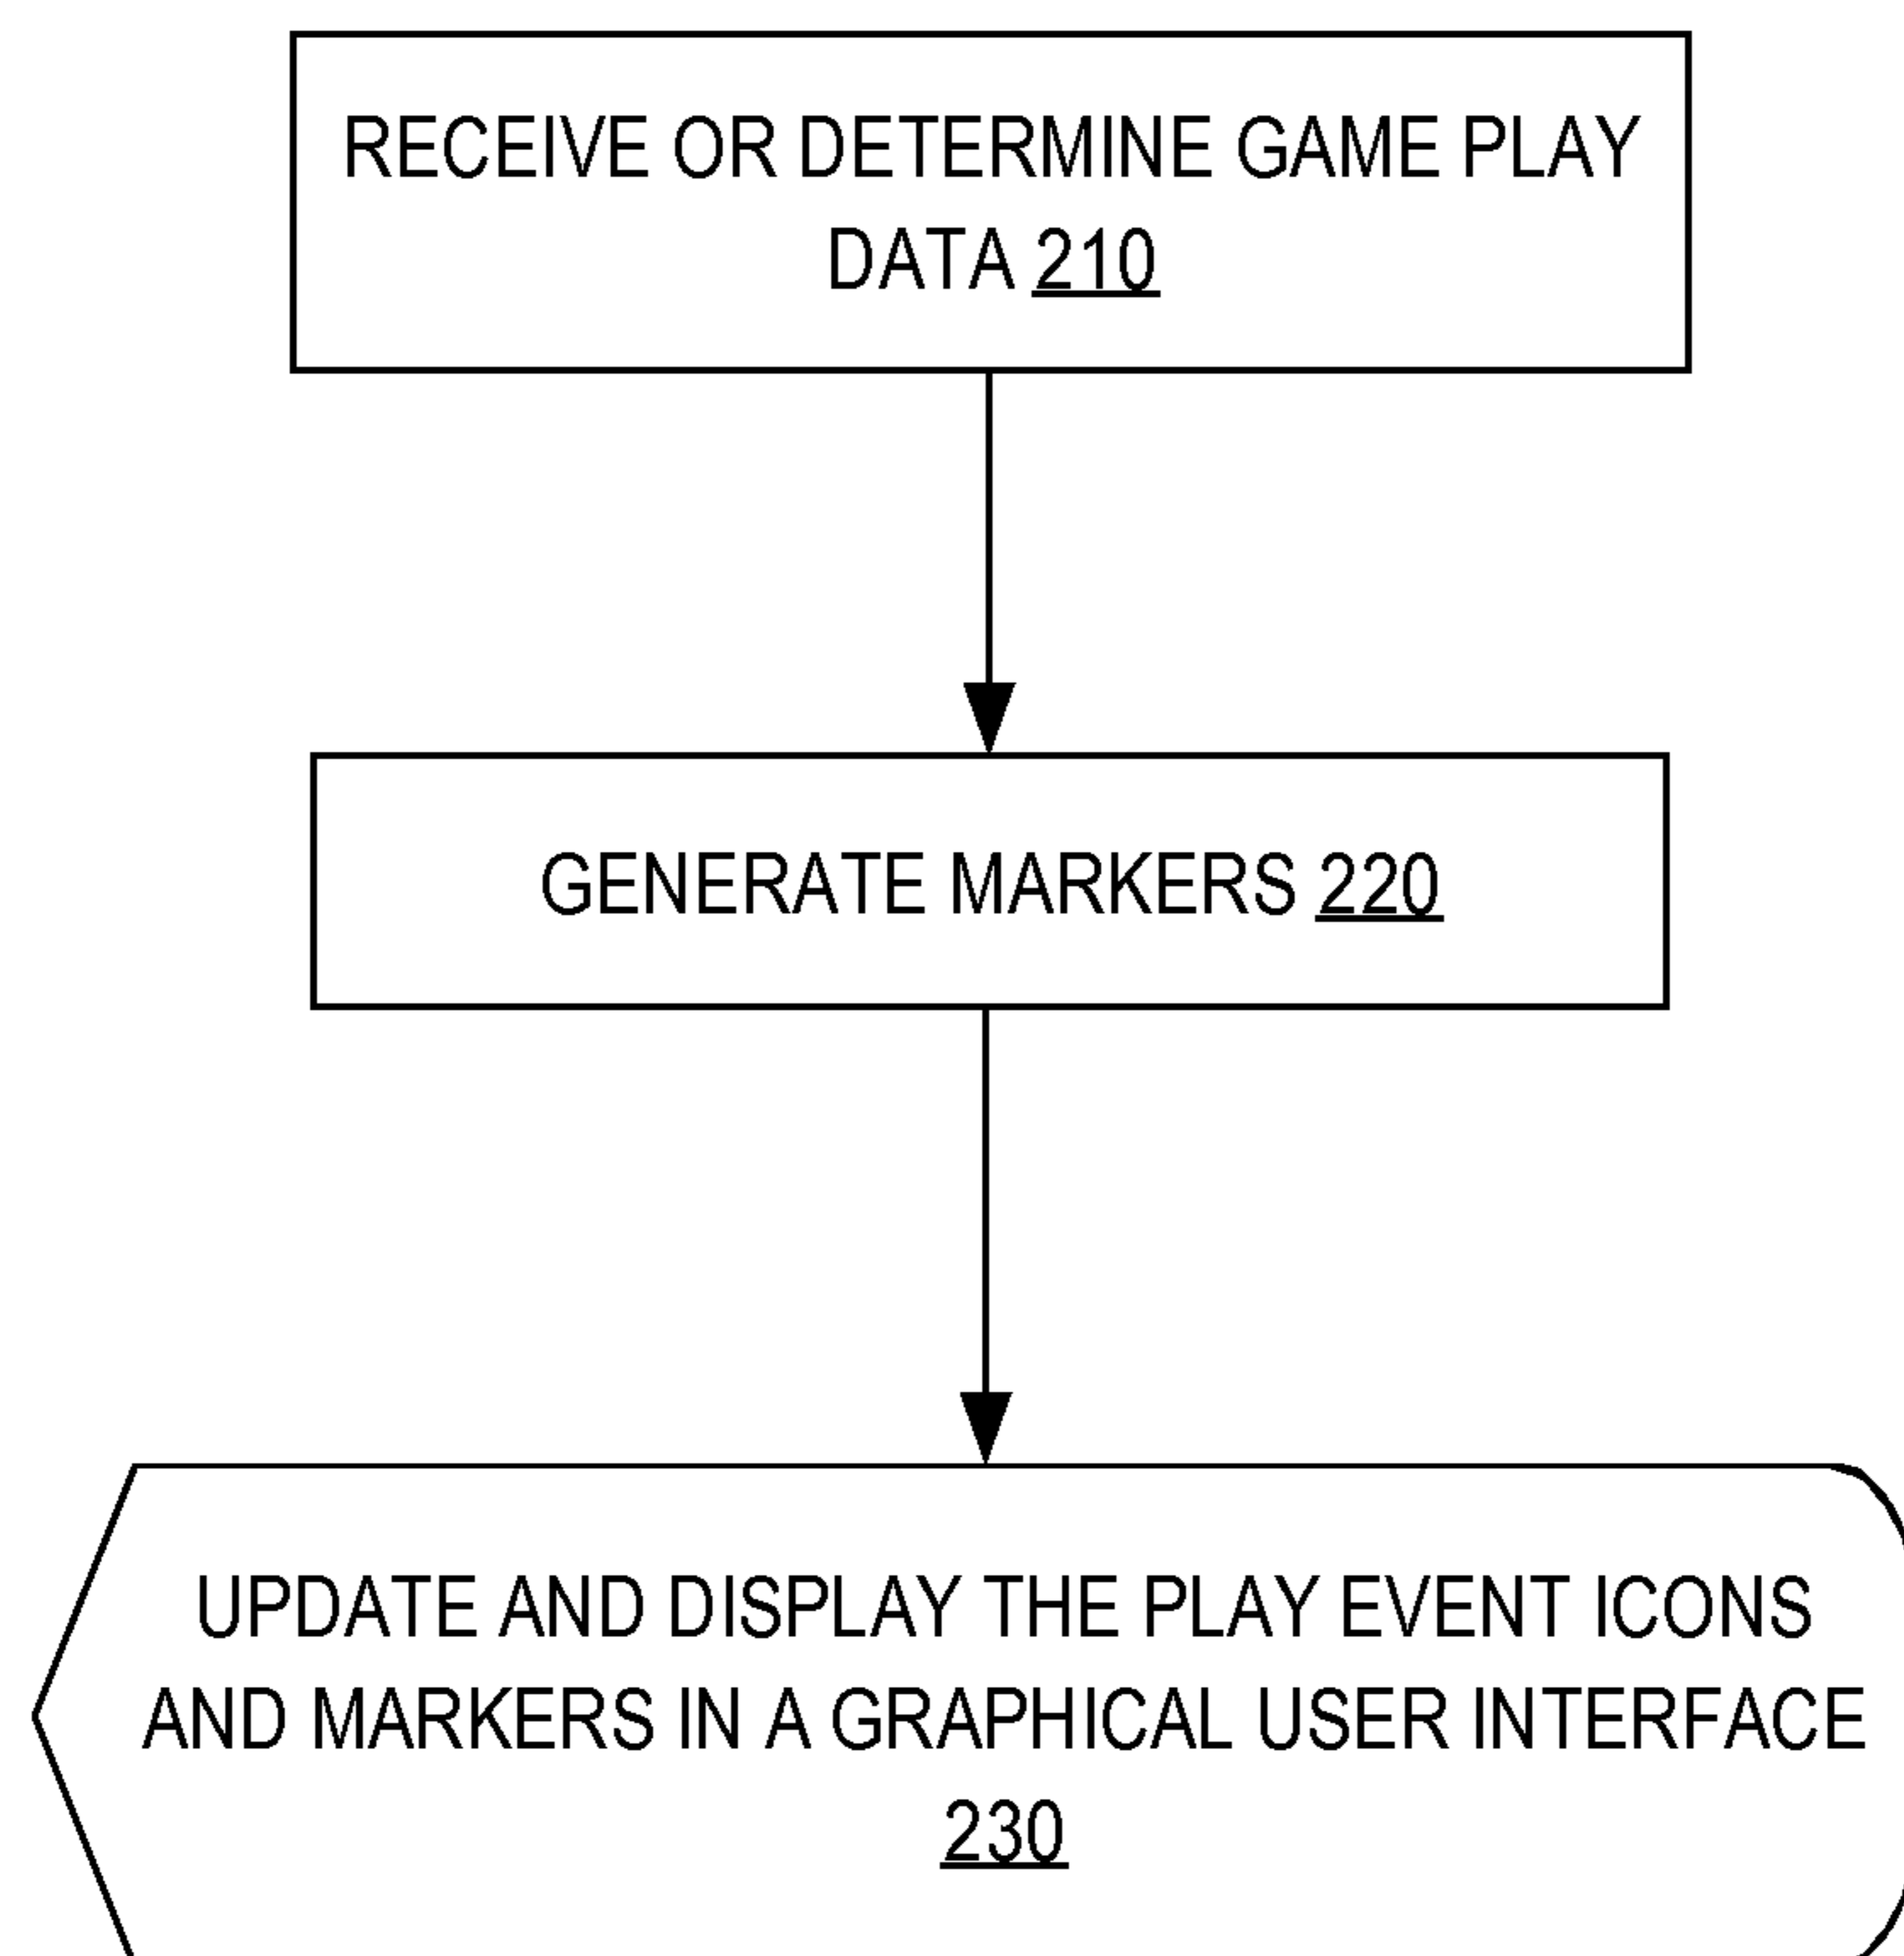 RECEIVE OR DETERMINE GAME PLAY
DATA 210
GENERATE MARKERS 220
UPDATE AND DISPLAY THE PLAY EVENT ICONS
AND MARKERS IN A GRAPHICAL USER INTERFACE
230